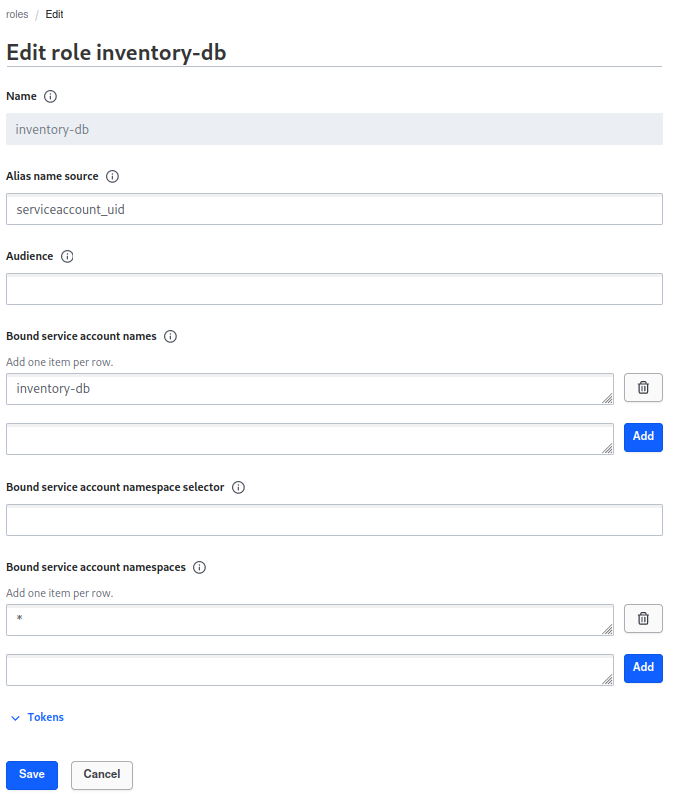 roles / Edit
Edit role inventory-db
Name
inventory-db
Alias name source
serviceaccount_uid
Audience
Bound service account names
Add one item per row.
inventory-db
Add
Bound service account namespace selector
Bound service account namespaces
Add one item per row.
*
Add
Tokens
Save Cancel